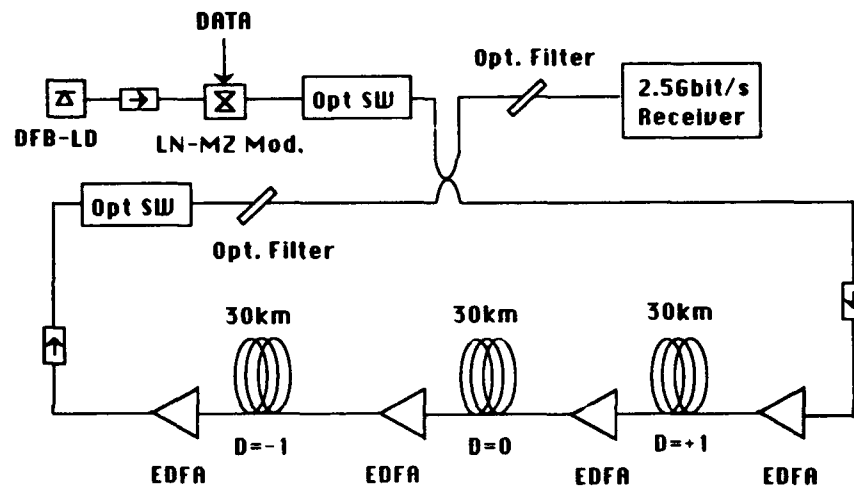 DATA
Opt. Filter
Opt SW
2.5Gbit/s
Receiver
DFB-LD
LN-MZ Mod.
Opt SW
Opt. Filter
30km
30km
30km
D=-1
D=0
D=+1
EDFA
EDFA
EDFA
EDFA